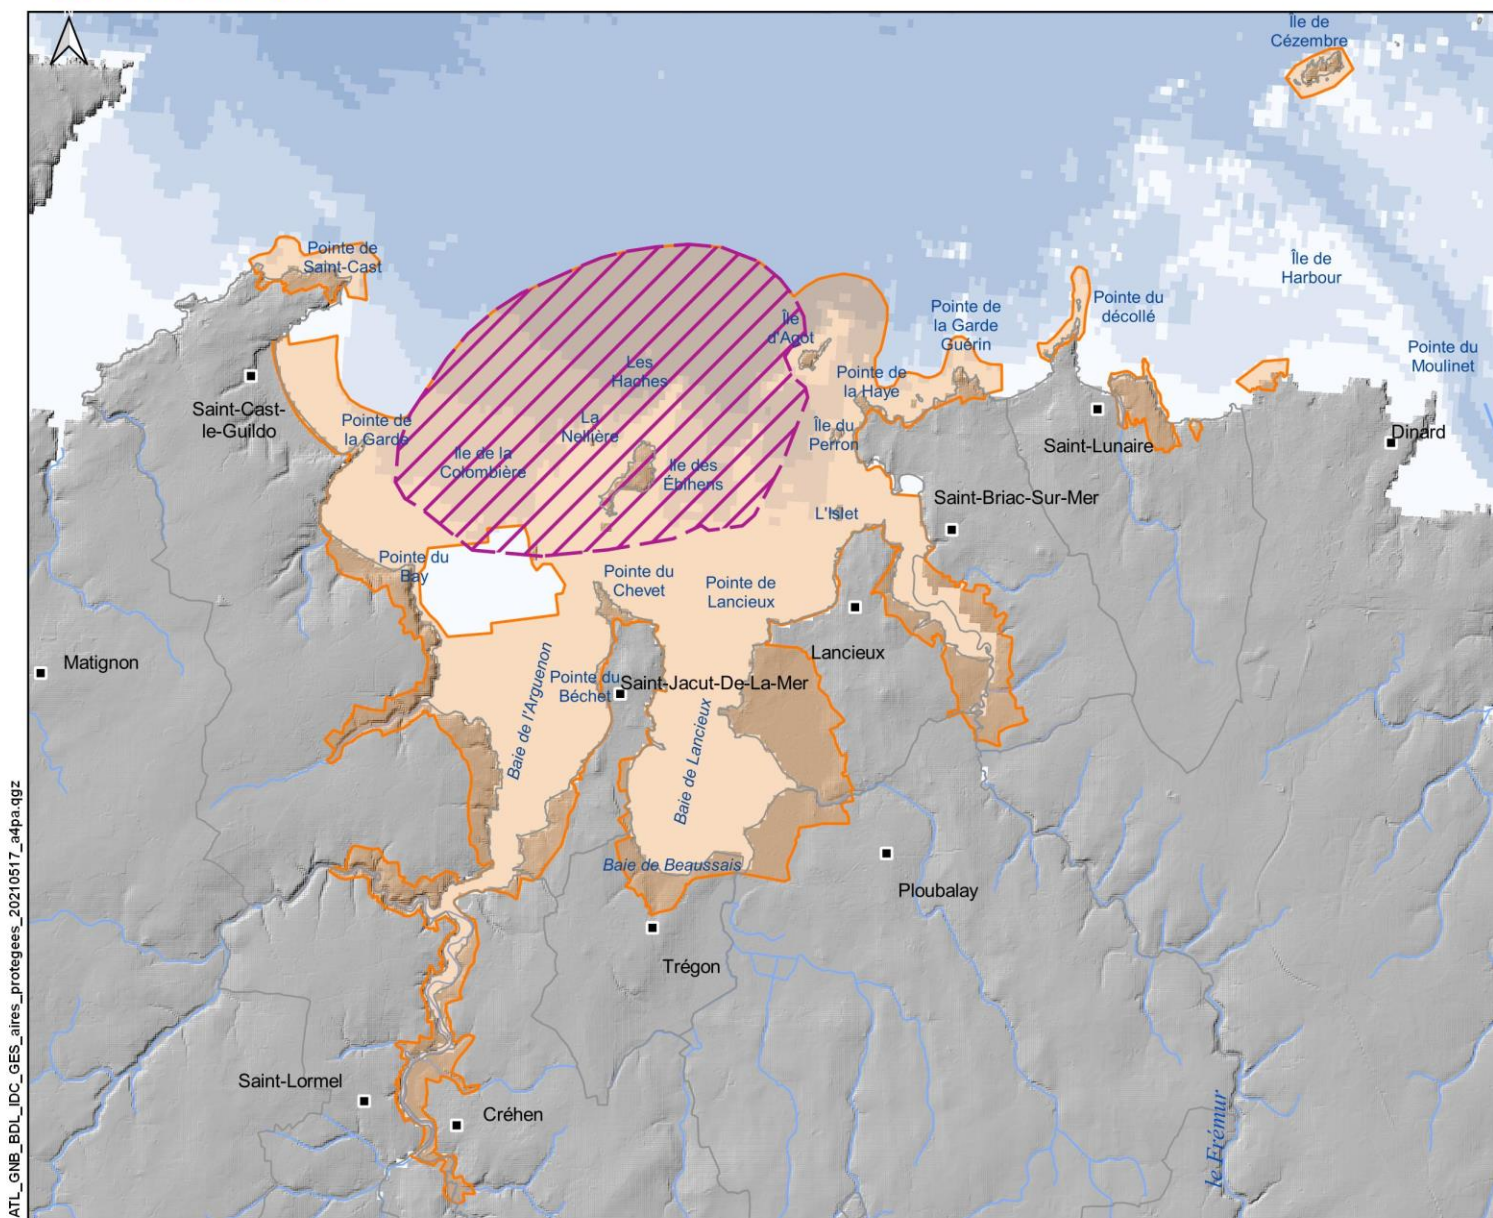 Île de
Cézembre
Pointe de
Saint-Cast
Île de
Harbour
Pointe de
la Garde
Guérin
Pointe du
décollé
Île
d'Agot
Pointe du
Moulinet
Les
Haches
Pointe de
la Haye
Saint-Cast-
le-Guildo
Pointe de
la Garde
La
Nellière
Île du
Perron
Saint-Lunaire
Dinard
Ile de la
Colombière
Ile des
Ébihens
Saint-Briac-Sur-Mer
L'Islet
Pointe du
Bay
Pointe du
Chevet
Pointe de
Lancieux
Matignon
Lancieux
Baie de l'Arguenon
Pointe du
Béchet
Saint-Jacut-De-La-Mer
Baie de Lancieux
Baie de Beaussais
Ploubalay
Trégon
Saint-Lormel
Créhen
le Frémur
ATL_GNB_BDL_IDC_GES_aires_protegees_20210517_a4pa.qgz